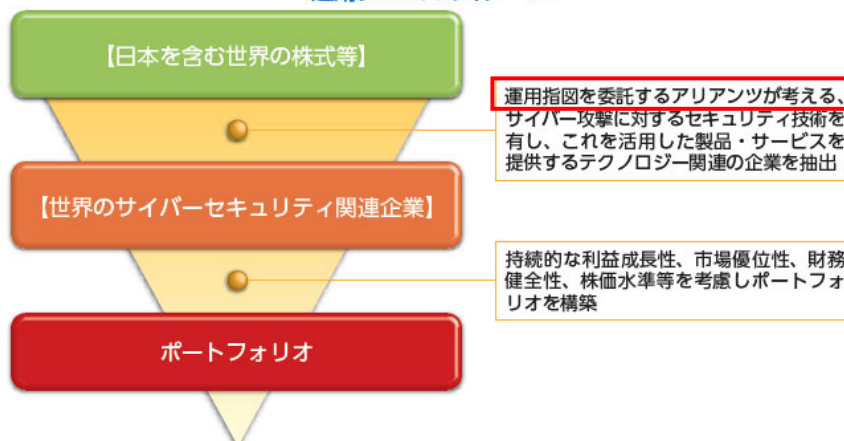 【日本を含む世界の株式等】
運用指図を委託するアリアンツが考える、
サイバー攻撃に対するセキュリティ技術を
有し、これを活用した製品・サービスを
提供するテクノロジー関連の企業を抽出
【世界のサイバーセキュリティ関連企業】
持続的な利益成長性、市場優位性、財務
健全性、株価水準等を考慮しポートフォ
リオを構築
ポートフォリオ